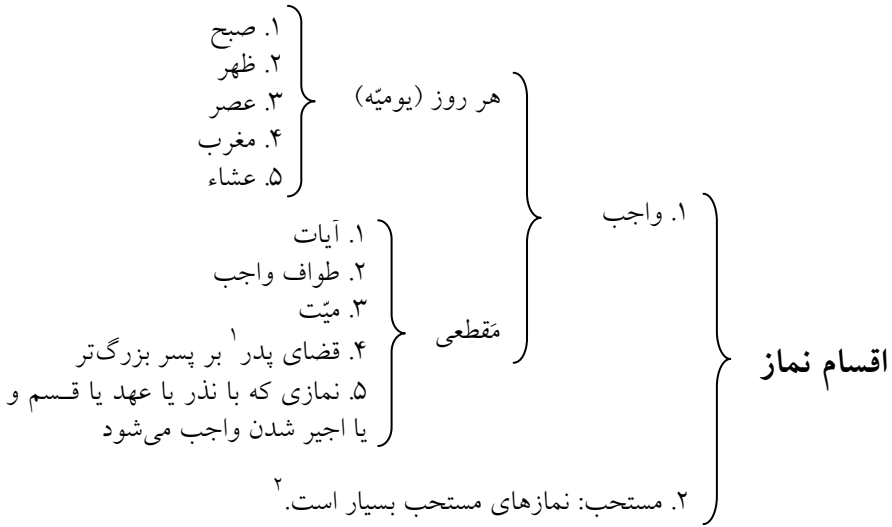 اقسام نماز
۱. واجب
هر روز (یومیّه)
۱. صبح
۲. ظهر
۳. عصر
۴. مغرب
۵. عشاء
مَقطعی
۱. آیات
۲. طواف واجب
۳. میّت
۴. قضای پدر۱ بر پسر بزرگ‌تر
۵. نمازی که با نذر یا عهد یا قسم و
یا اجیر شدن واجب می‌شود
۲. مستحب: نمازهای مستحب بسیار است.۲